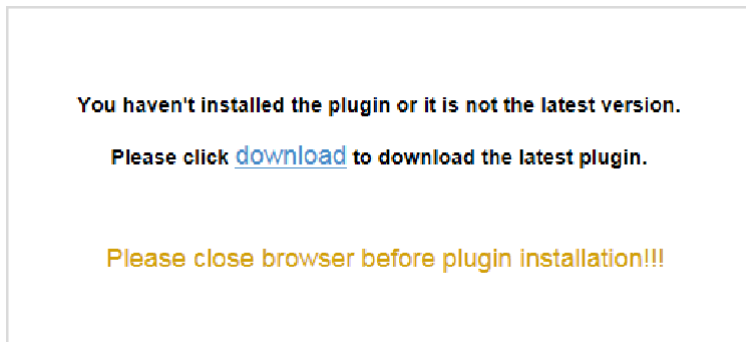 You haven't installed the plugin or it is not the latest version.
Please click download to download the latest plugin.
Please close browser before plugin installation!!!